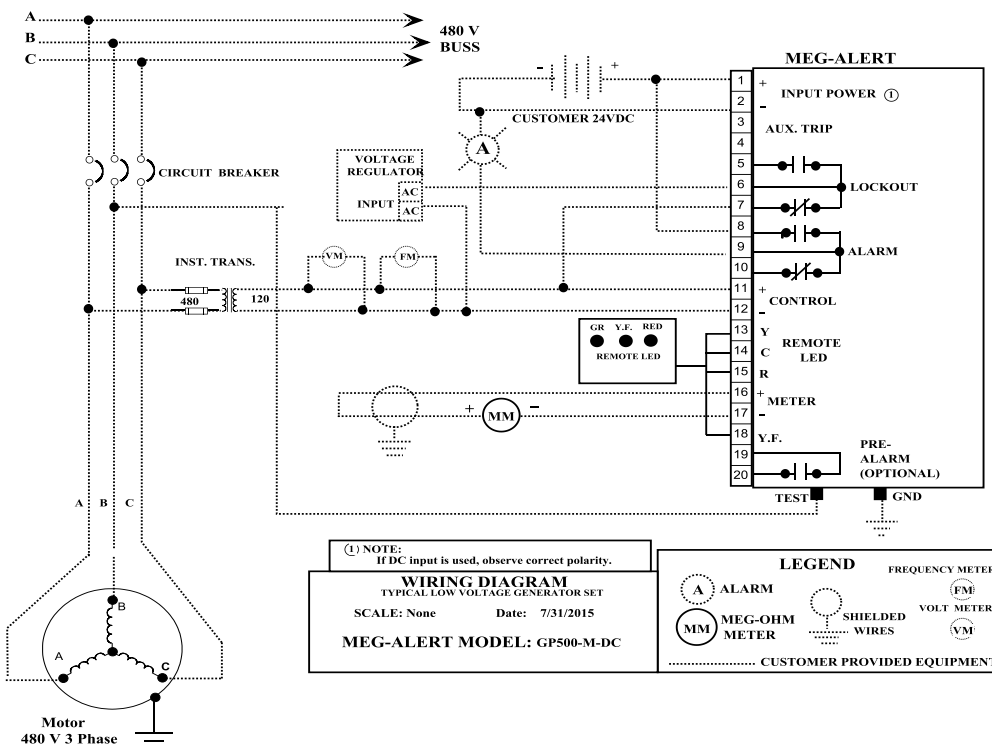 A
B
C
480 V
BUSS
MEG-ALERT
- +
CUSTOMER 24VDC
A
CIRCUIT BREAKER
VOLTAGE
REGULATOR
INPUT
AC
AC
INST. TRANS.
480
120
VM
FM
1 +
INPUT POWER 1
2 -
3
AUX. TRIP
4
5
6
LOCKOUT
7
8
9
ALARM
10
11 +
CONTROL
12 -
13 Y
14 C
REMOTE
LED
15 R
16 +
METER
17 -
18 Y.F.
19
20
PRE-
ALARM
(OPTIONAL)
GR Y.F. RED
REMOTE LED
+ MM -
TEST
GND
A B C
B
A
C
Motor
480 V 3 Phase
1 NOTE:
If DC input is used, observe correct polarity.
WIRING DIAGRAM
TYPICAL LOW VOLTAGE GENERATOR SET
SCALE: None Date: 7/31/2015
MEG-ALERT MODEL: GP500-M-DC
LEGEND
A ALARM
MM MEG-OHM
METER
SHIELDED
WIRES
FREQUENCY METER
FM
VOLT METER
VM
CUSTOMER PROVIDED EQUIPMENT